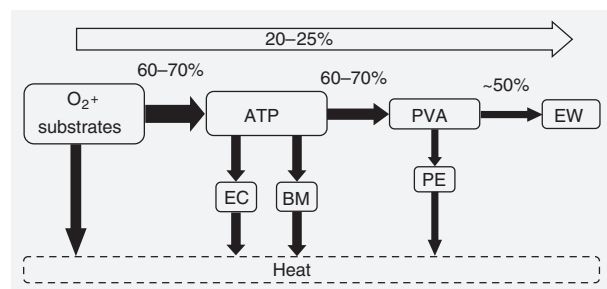 20–25%
60–70%
60–70%
~50%
O₂+
substrates
ATP
PVA
EW
EC
BM
PE
Heat